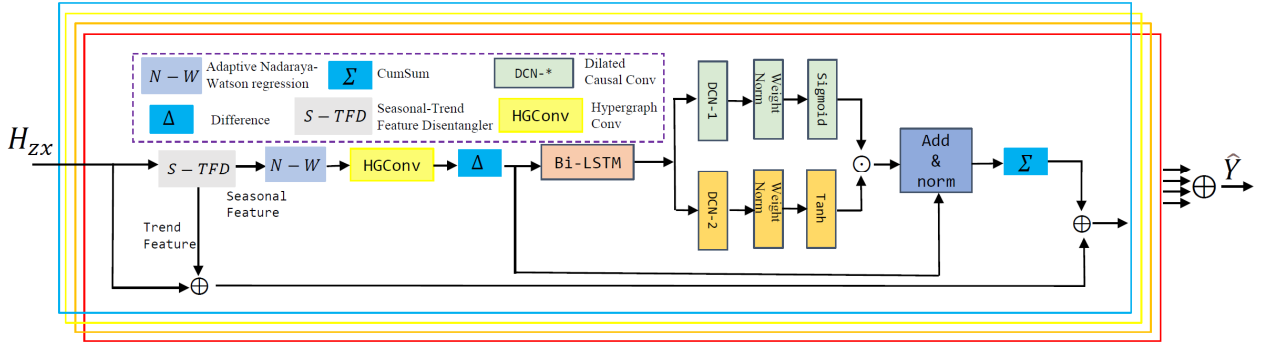 N − W
Adaptive Nadaraya-
Watson regression
Σ
CumSum
DCN-*
Dilated
Causal Conv
Δ
Difference
S − TFD
Seasonal-Trend
Feature Disentangler
HGConv
Hypergraph
Conv
H_{zx}
S − TFD
N − W
HGConv
Δ
Bi-LSTM
Seasonal
Feature
Trend
Feature
DCN-1
Weight
Norm
Sigmoid
DCN-2
Weight
Norm
Tanh
Add
&
norm
Σ
Ŷ